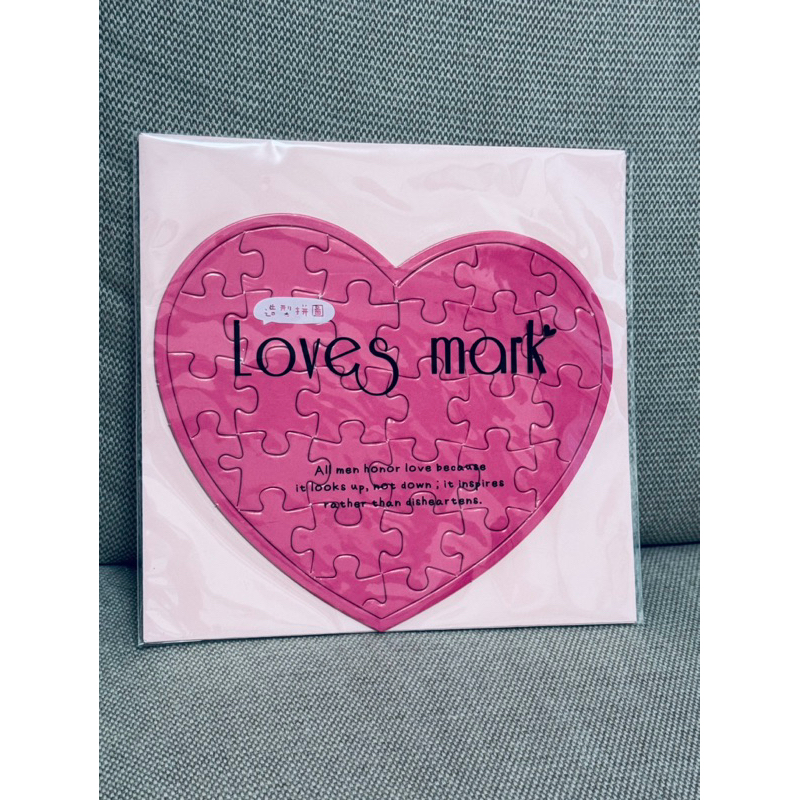 造型拼圖
Loves mark
All men honor love because
it looks up, not down ; it inspires
rather than disheartens.